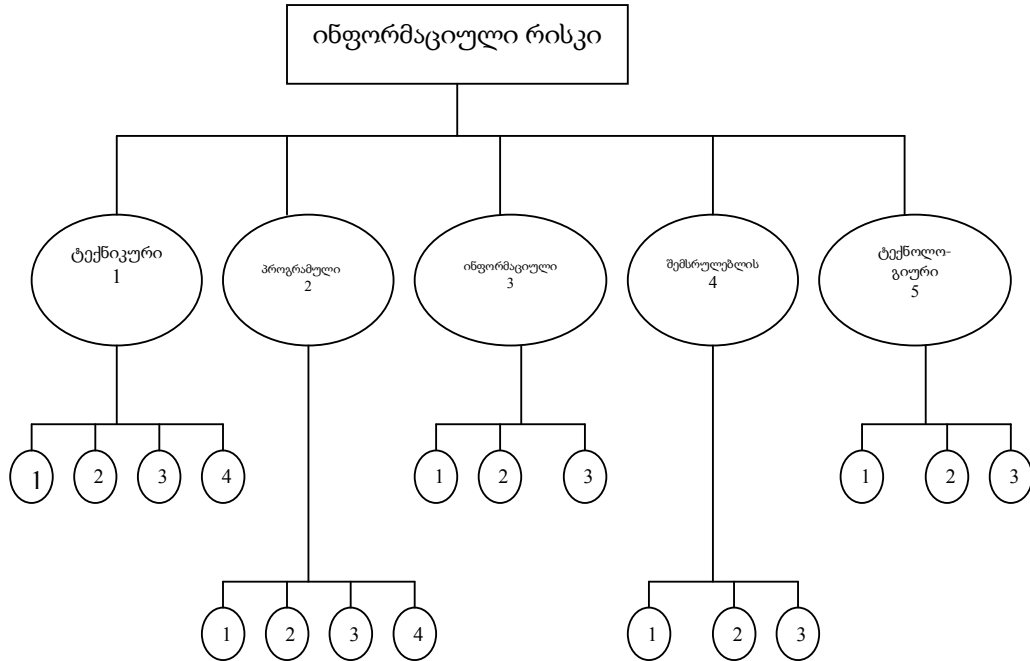 ინფორმაციული რისკი
ტექნიკური
1
პროგრამული
2
ინფორმაციული
3
შემსრულებლის
4
ტექნოლო-
გიური
5
1 2 3 4
1 2 3
1 2 3
1 2 3 4
1 2 3